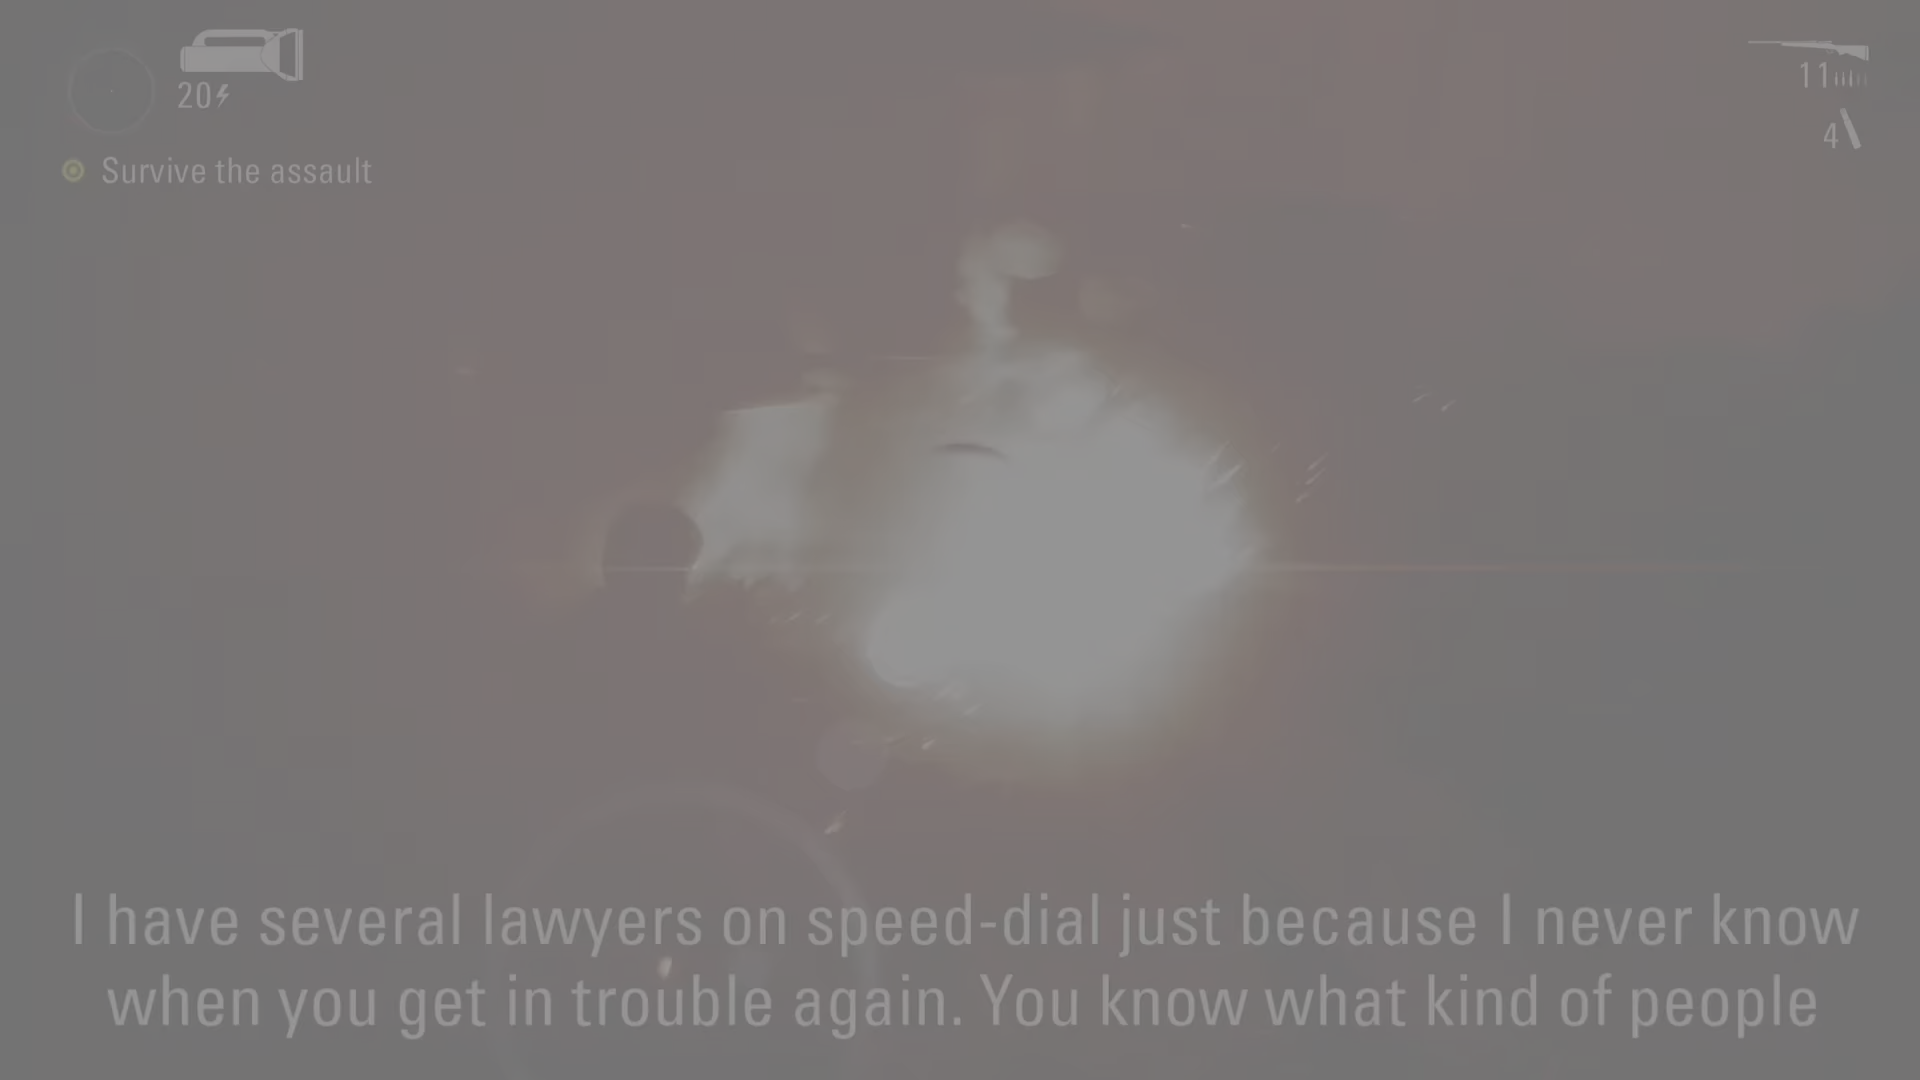 20
11
4
Survive the assault
I have several lawyers on speed-dial just because I never know
when you get in trouble again. You know what kind of people